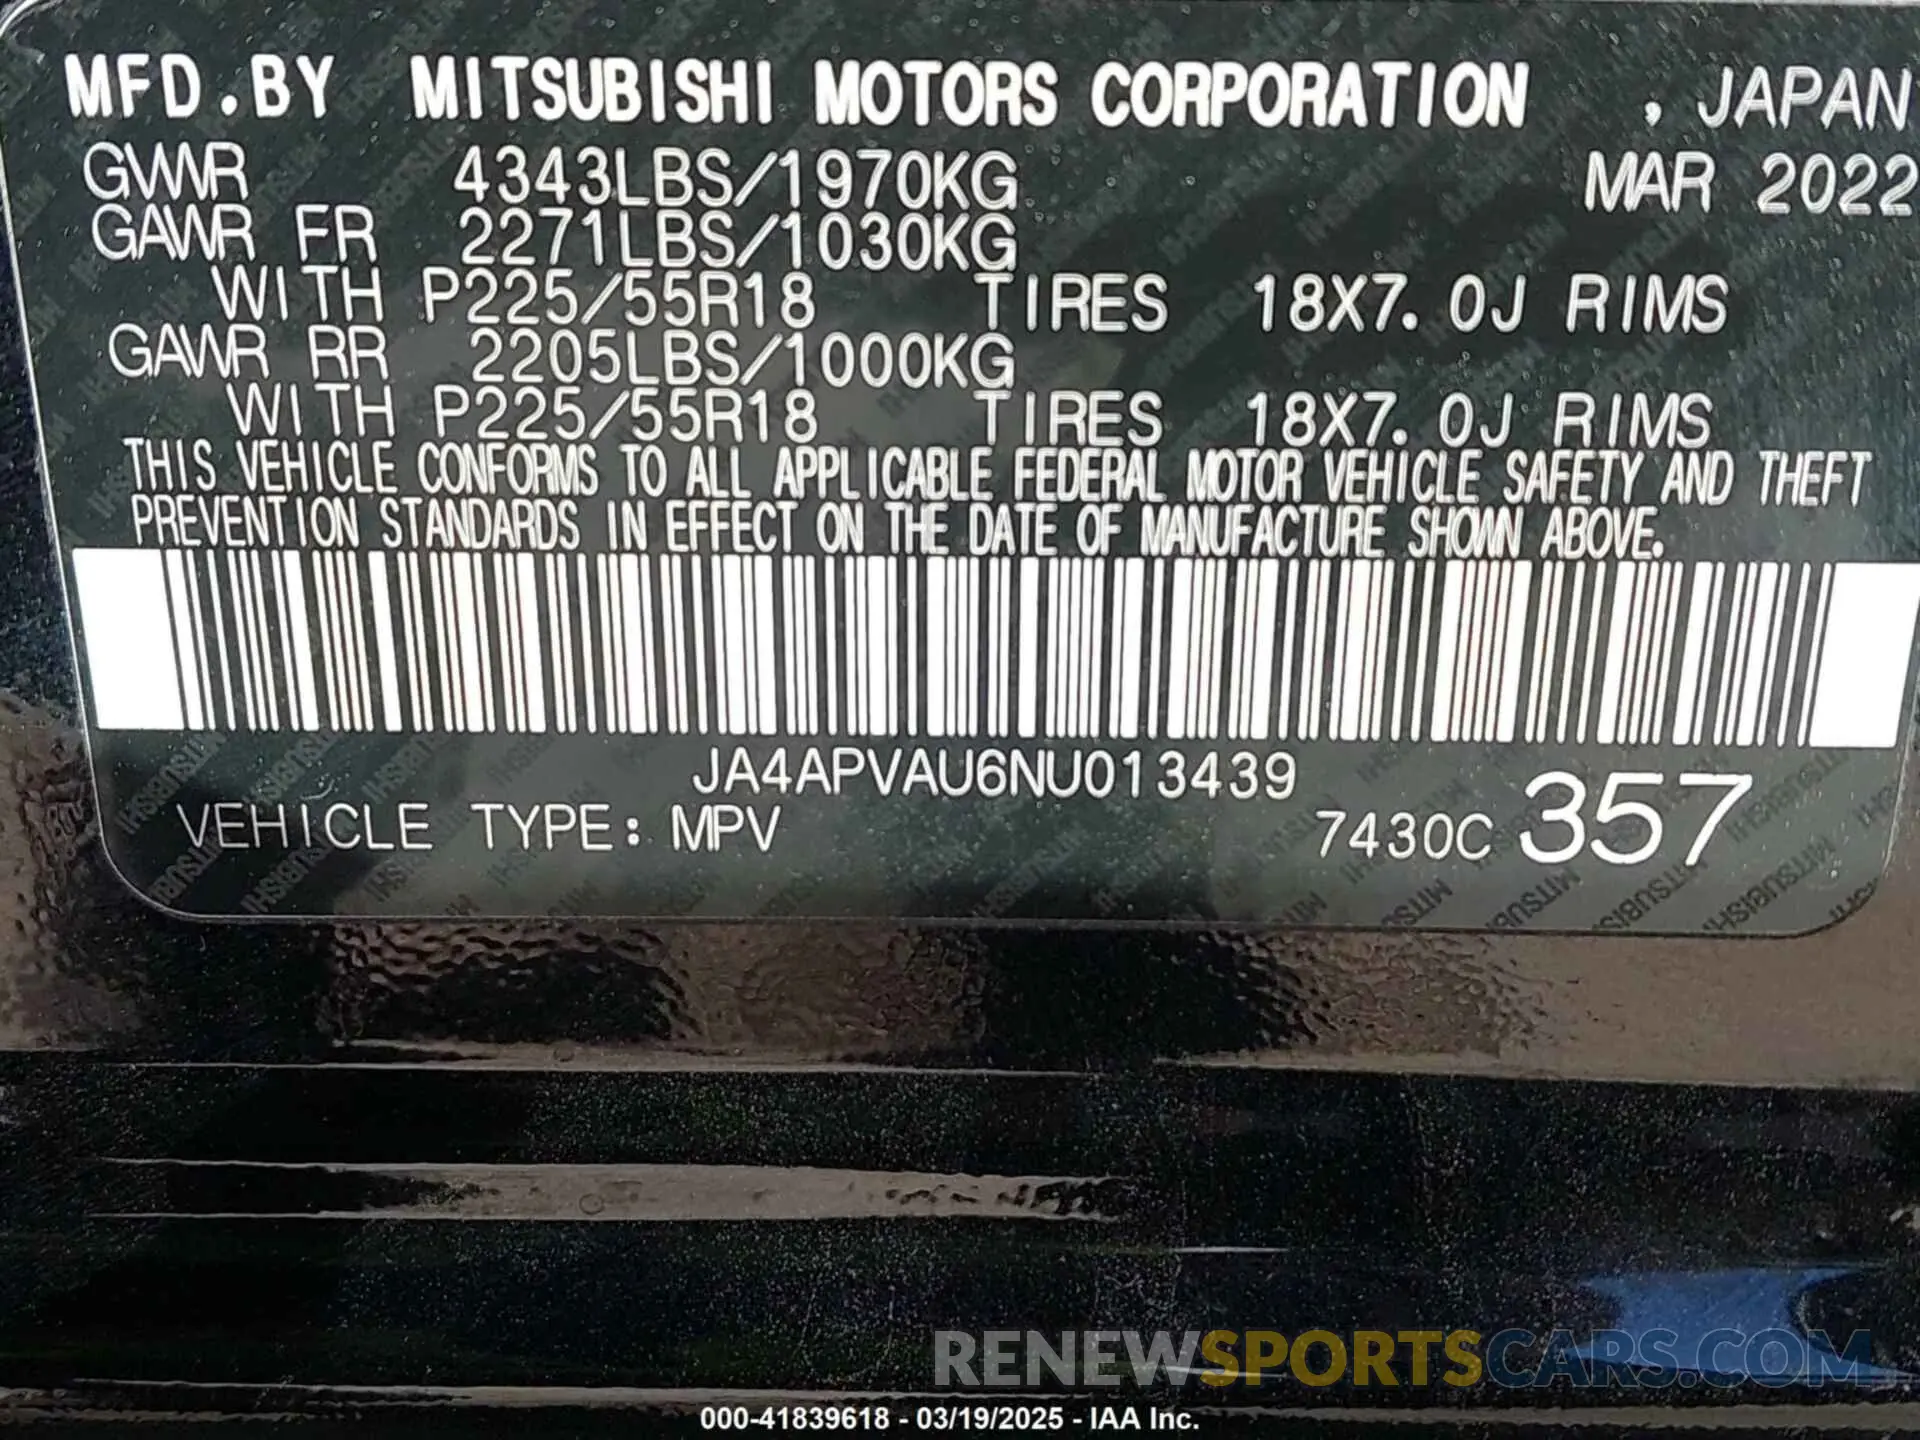 MFD.BY MITSUBISHI MOTORS CORPORATION , JAPAN
GVWR 4343LBS/1970KG MAR 2022
GAWR FR 2271LBS/1030KG
WITH P225/55R18 TIRES 18X7.0J RIMS
GAWR RR 2205LBS/1000KG
WITH P225/55R18 TIRES 18X7.0J RIMS
THIS VEHICLE CONFORMS TO ALL APPLICABLE FEDERAL MOTOR VEHICLE SAFETY AND THEFT
PREVENTION STANDARDS IN EFFECT ON THE DATE OF MANUFACTURE SHOWN ABOVE.
JA4APVAU6NU013439
VEHICLE TYPE: MPV 7430C 357
RENEWSPORTSCARS.COM
000-41839618 - 03/19/2025 - IAA Inc.